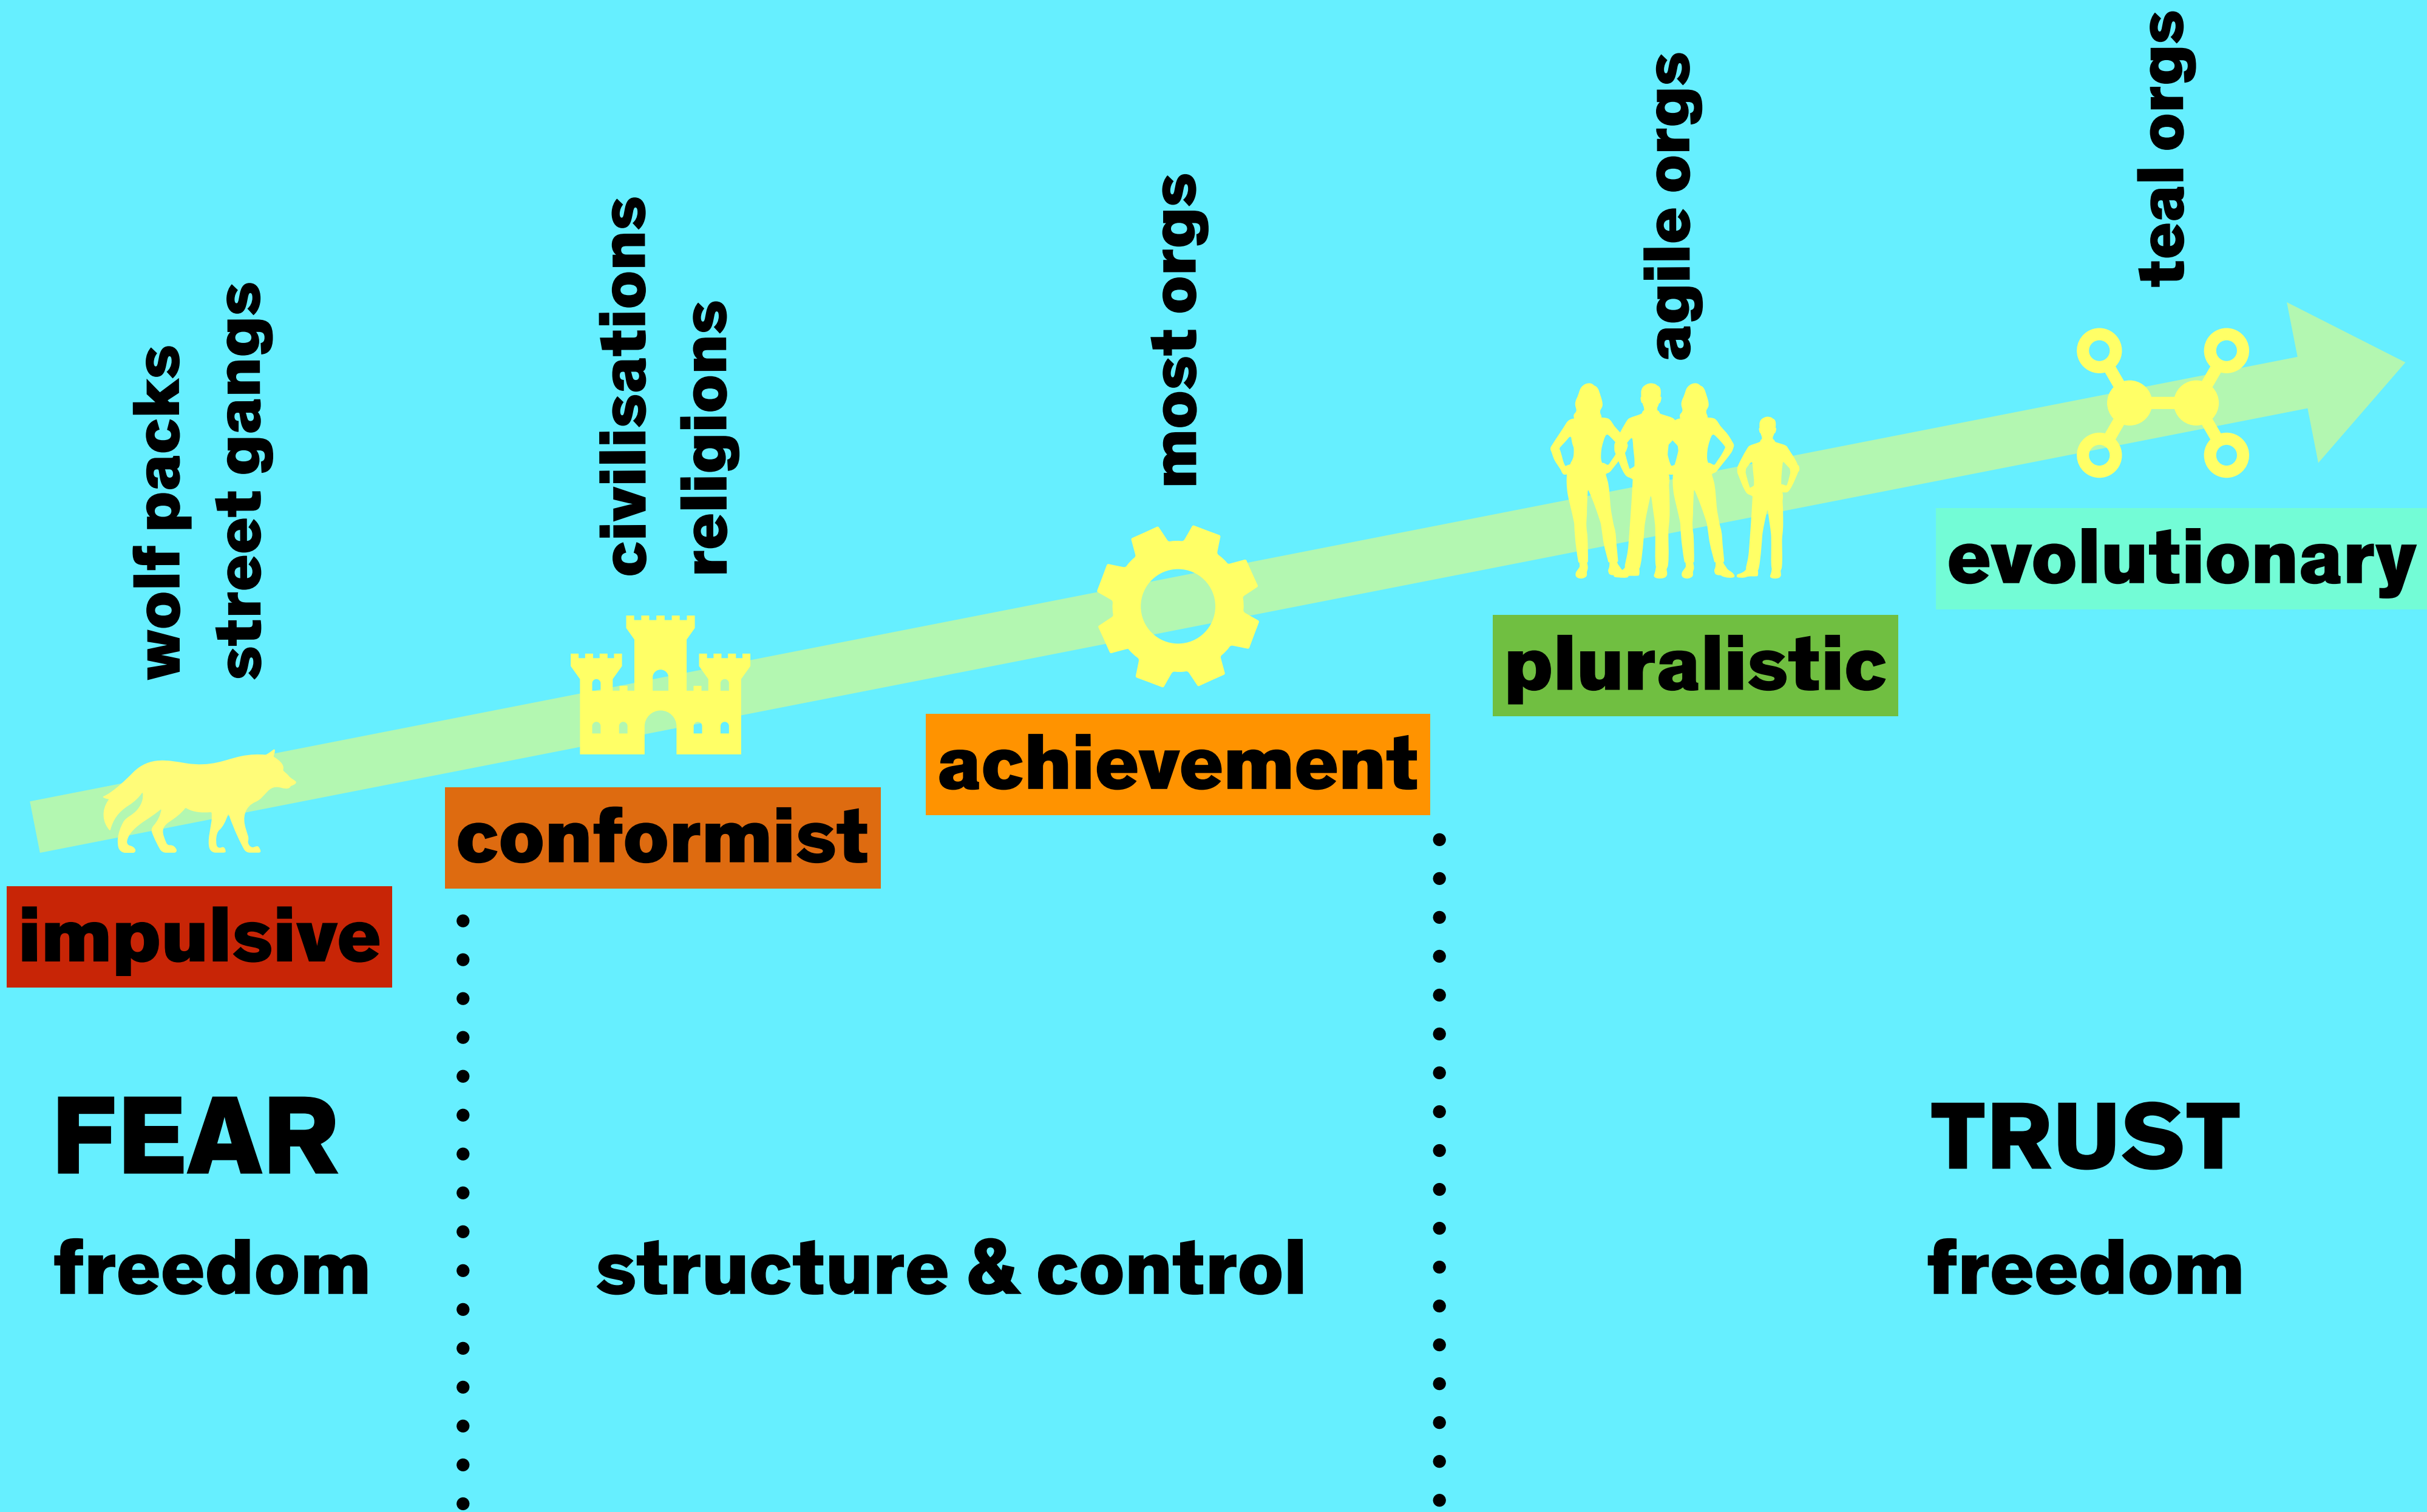 wolf packs
street gangs
civilisations
religions
most orgs
agile orgs
teal orgs
impulsive
conformist
achievement
pluralistic
evolutionary
FEAR
freedom
structure & control
TRUST
freedom